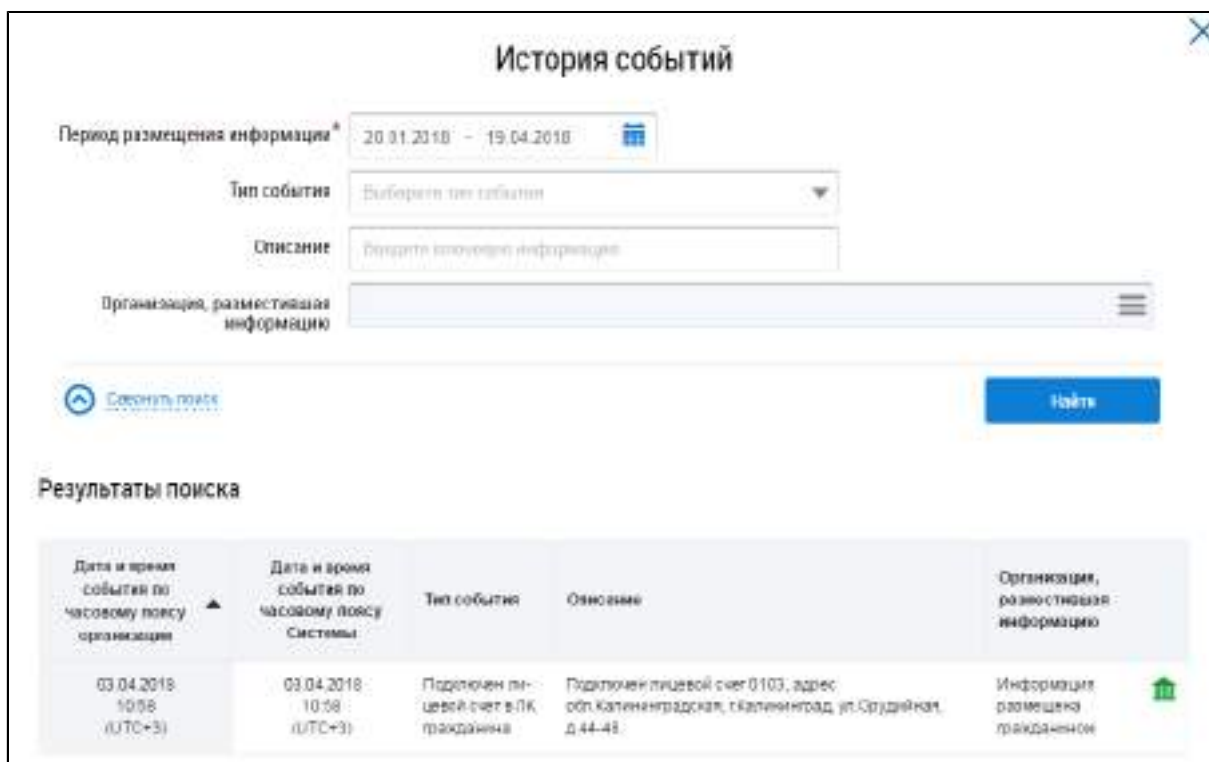 История событий
Период размещения информации*
20.01.2018 - 19.04.2018
Тип события
Выберите тип события
Описание
Введите ключевую информацию
Организация, разместившая
информацию
Свернуть поиск
Найти
Результаты поиска
Дата и время
события по
часовому поясу
организации
Дата и время
события по
часовому поясу
Системы
Тип события
Описание
Организация,
разместившая
информацию
03.04.2018
10:58
(UTC+3)
03.04.2018
10:58
(UTC+3)
Подключен ли-
цевой счет в ЛК
гражданина
Подключен лицевой счет 0103, адрес
обл.Калининградская, г.Калининград, ул.Орудийная,
д.44-48
Информация
размещена
гражданином